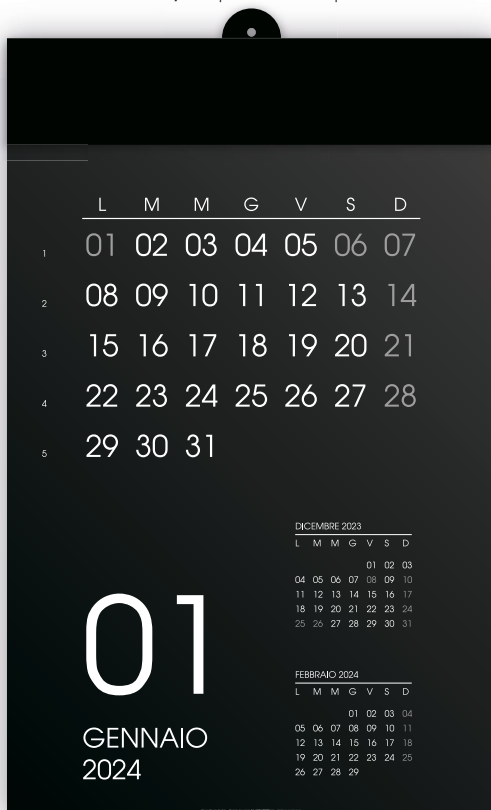 L M M G V S D
1 01 02 03 04 05 06 07
2 08 09 10 11 12 13 14
3 15 16 17 18 19 20 21
4 22 23 24 25 26 27 28
5 29 30 31
DICEMBRE 2023
L M M G V S D
01 02 03
04 05 06 07 08 09 10
11 12 13 14 15 16 17
18 19 20 21 22 23 24
25 26 27 28 29 30 31
01
GENNAIO
2024
FEBBRAIO 2024
L M M G V S D
01 02 03 04
05 06 07 08 09 10 11
12 13 14 15 16 17 18
19 20 21 22 23 24 25
26 27 28 29